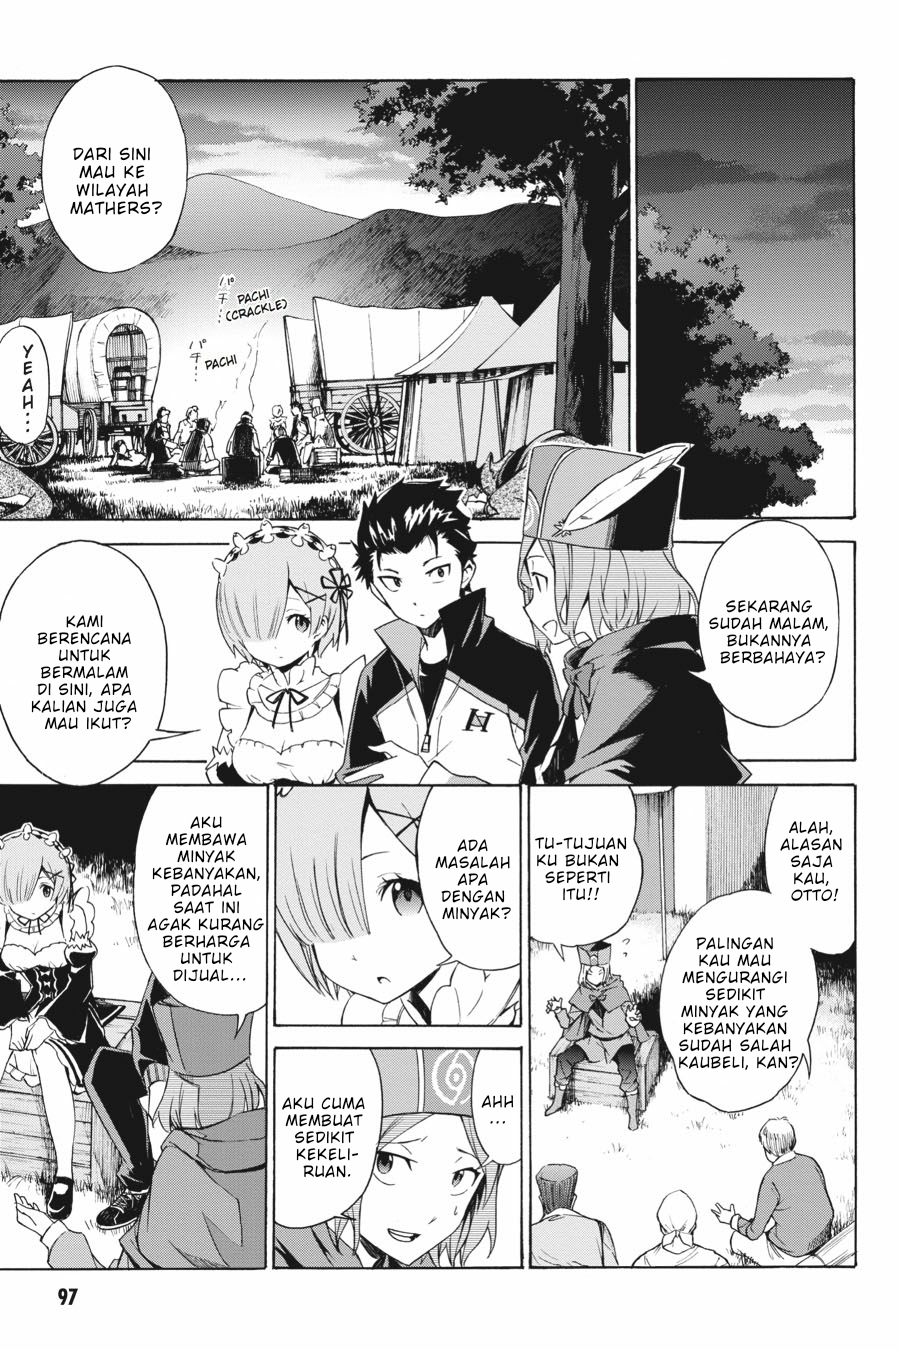 DARI SINI
MAU KE
WILAYAH
MATHERS?
パチ
PACHI
(CRACKLE)
パチ
PACHI
YEAH...
SEKARANG
SUDAH MALAM,
BUKANNYA
BERBAHAYA?
KAMI
BERENCANA
UNTUK
BERMALAM
DI SINI, APA
KALIAN JUGA
MAU IKUT?
ALAH,
ALASAN
SAJA
KAU,
OTTO!
PALINGAN
KAU MAU
MENGURANGI
SEDIKIT
MINYAK YANG
KEBANYAKAN
SUDAH SALAH
KAUBELI, KAN?
TU-TUJUAN
KU BUKAN
SEPERTI
ITU!!
ADA
MASALAH
APA
DENGAN
MINYAK?
AHH
...
AKU CUMA
MEMBUAT
SEDIKIT
KEKELI-
RUAN.
AKU
MEMBAWA
MINYAK
KEBANYAKAN,
PADAHAL
SAAT INI
AGAK KURANG
BERHARGA
UNTUK
DIJUAL...
97